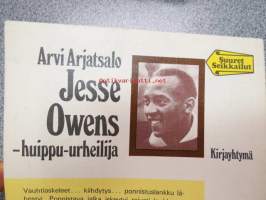 Arvi Arjatsalo
Jesse
Owens
-huippu-urheilija
Suuret
Seikkailut
Kirjayhtymä
Vauhtiaskeleet... kiihdytys... ponnistuslankku lä-